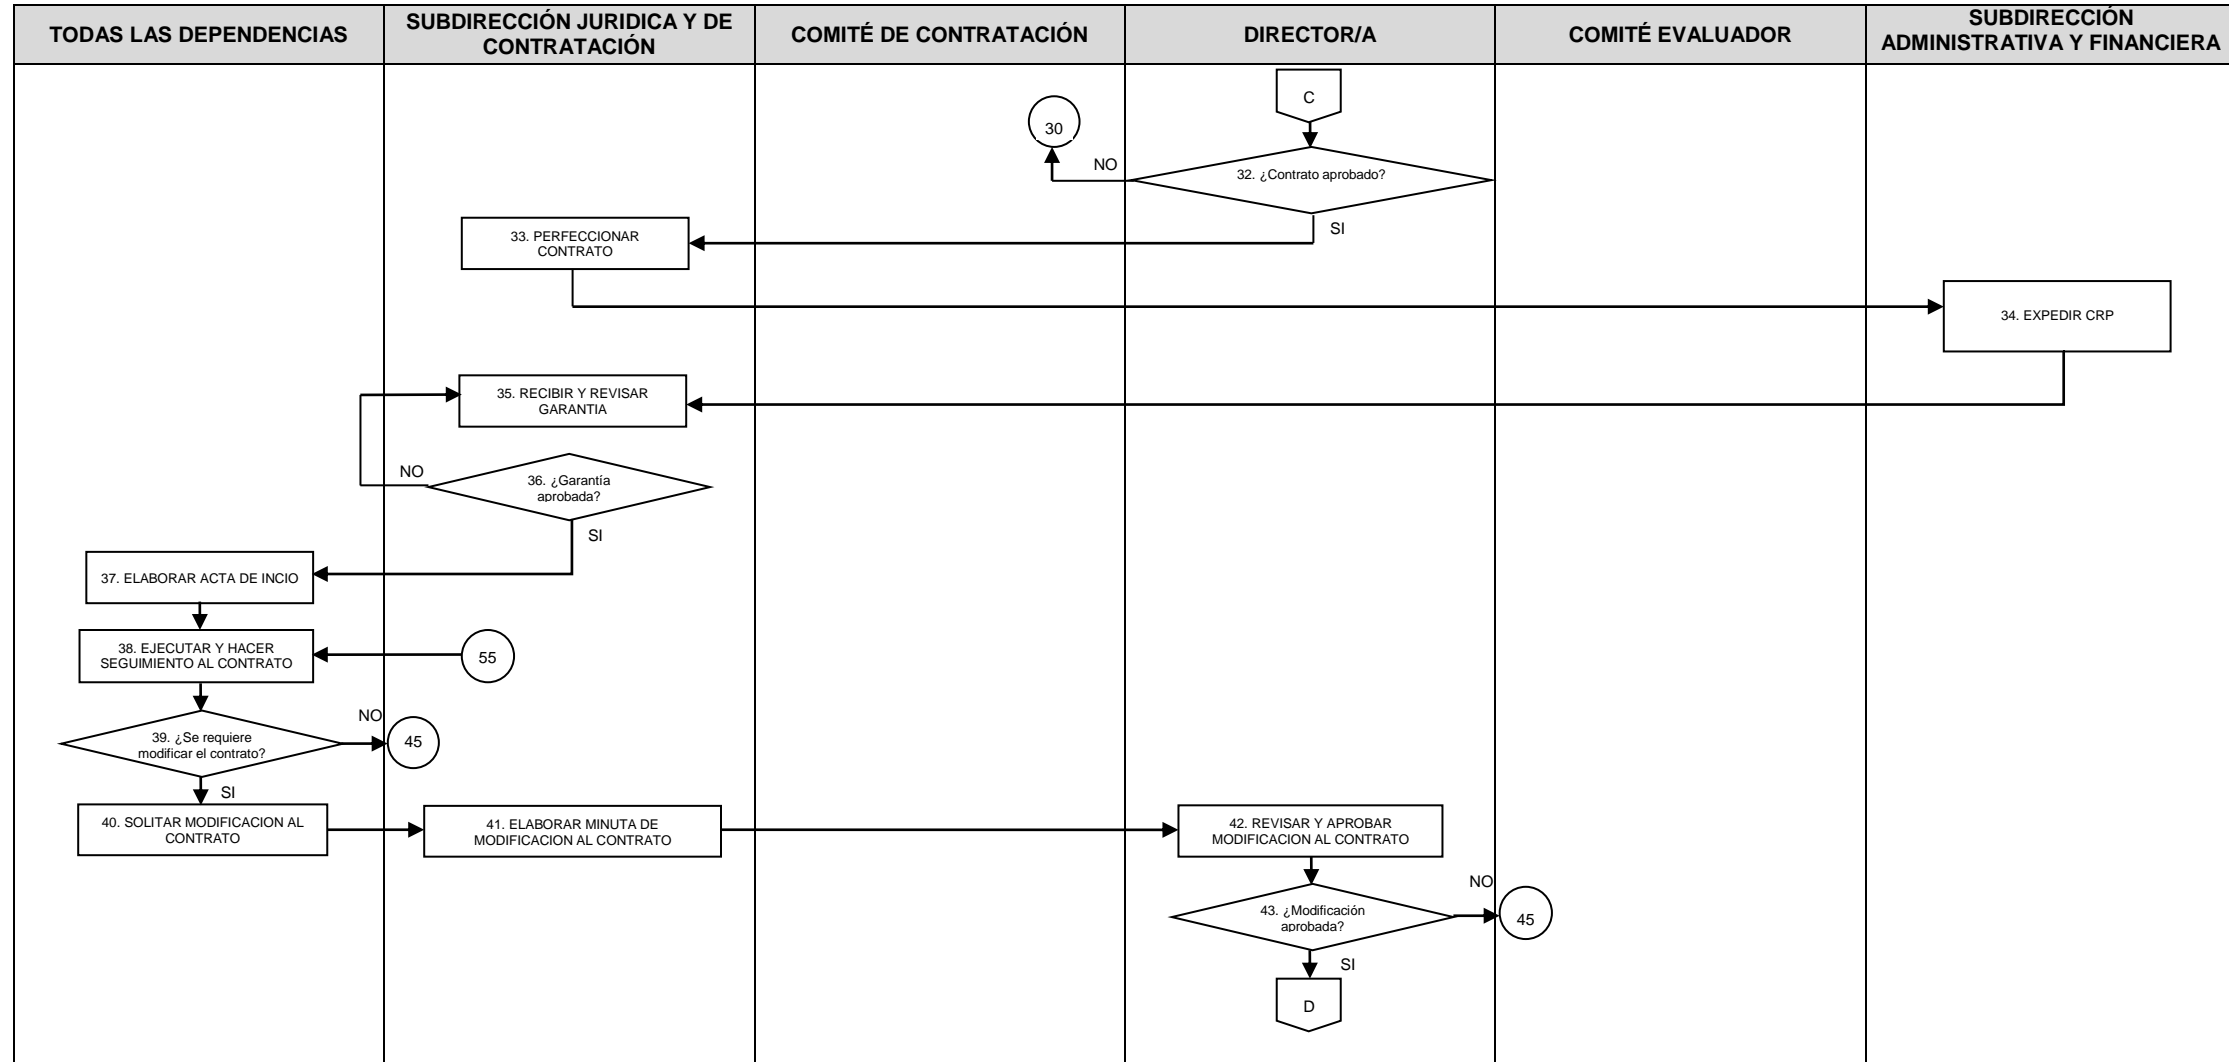 TODAS LAS DEPENDENCIAS
SUBDIRECCIÓN JURIDICA Y DE
CONTRATACIÓN
COMITÉ DE CONTRATACIÓN
DIRECTOR/A
COMITÉ EVALUADOR
SUBDIRECCIÓN
ADMINISTRATIVA Y FINANCIERA
C
30
NO
32. ¿Contrato aprobado?
SI
33. PERFECCIONAR
CONTRATO
34. EXPEDIR CRP
35. RECIBIR Y REVISAR
GARANTIA
NO
36. ¿Garantía
aprobada?
SI
37. ELABORAR ACTA DE INCIO
38. EJECUTAR Y HACER
SEGUIMIENTO AL CONTRATO
55
NO
39. ¿Se requiere
modificar el contrato?
45
SI
40. SOLITAR MODIFICACION AL
CONTRATO
41. ELABORAR MINUTA DE
MODIFICACION AL CONTRATO
42. REVISAR Y APROBAR
MODIFICACION AL CONTRATO
NO
43. ¿Modificación
aprobada?
45
SI
D